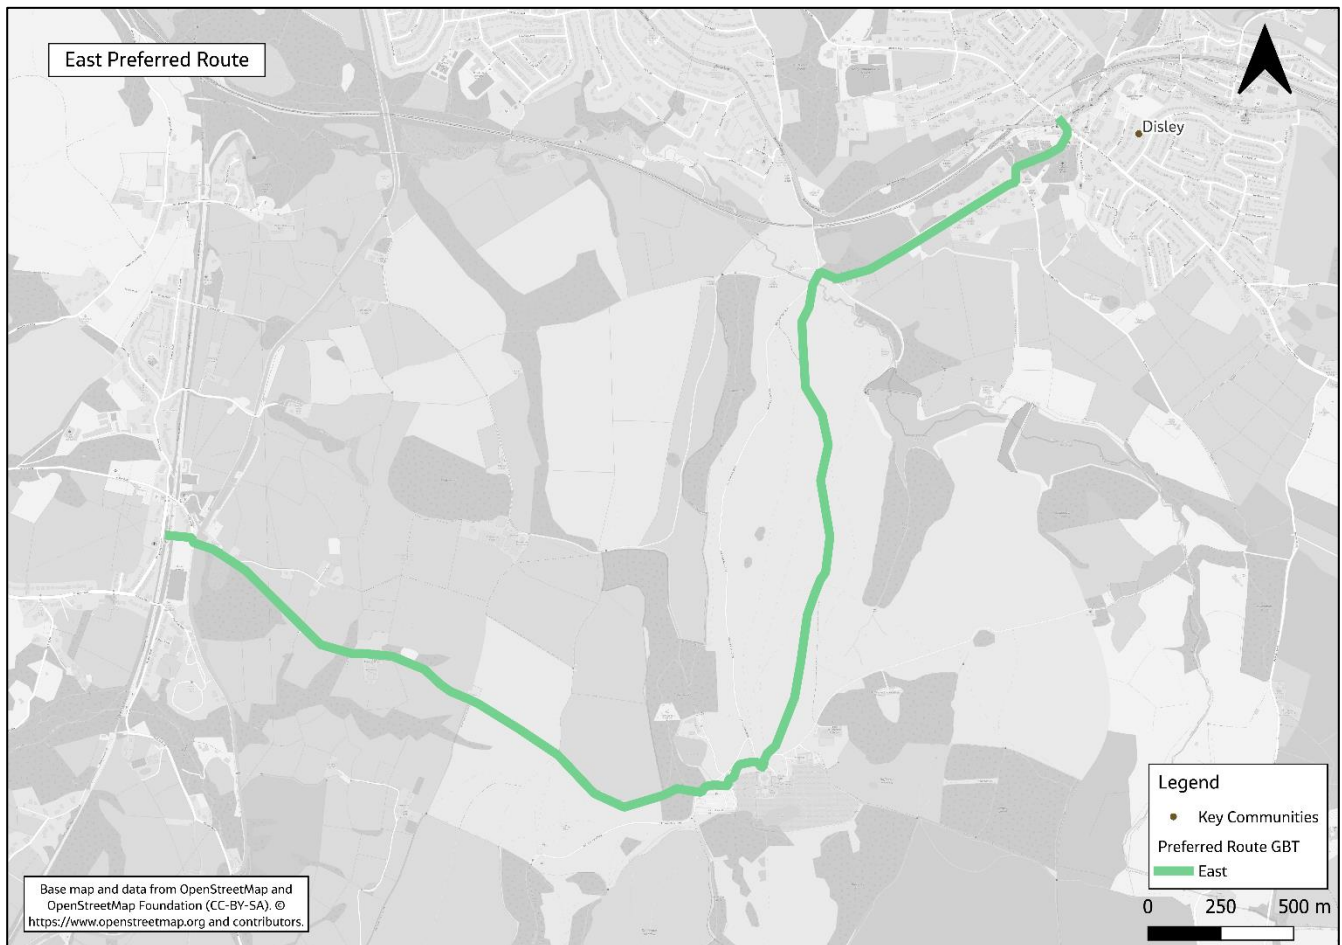 East Preferred Route
Disley
Legend
Key Communities
Preferred Route GBT
East
Base map and data from OpenStreetMap and
OpenStreetMap Foundation (CC-BY-SA). ©
https://www.openstreetmap.org and contributors.
0 250 500 m